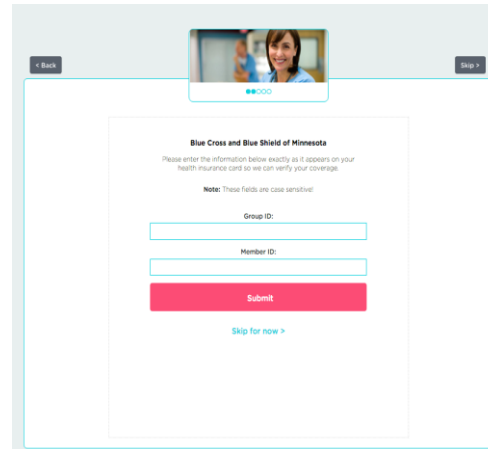 < Back
Skip >
Blue Cross and Blue Shield of Minnesota
Please enter the information below exactly as it appears on your
health insurance card so we can verify your coverage.
Note: These fields are case sensitive!
Group ID:
Member ID:
Submit
Skip for now >